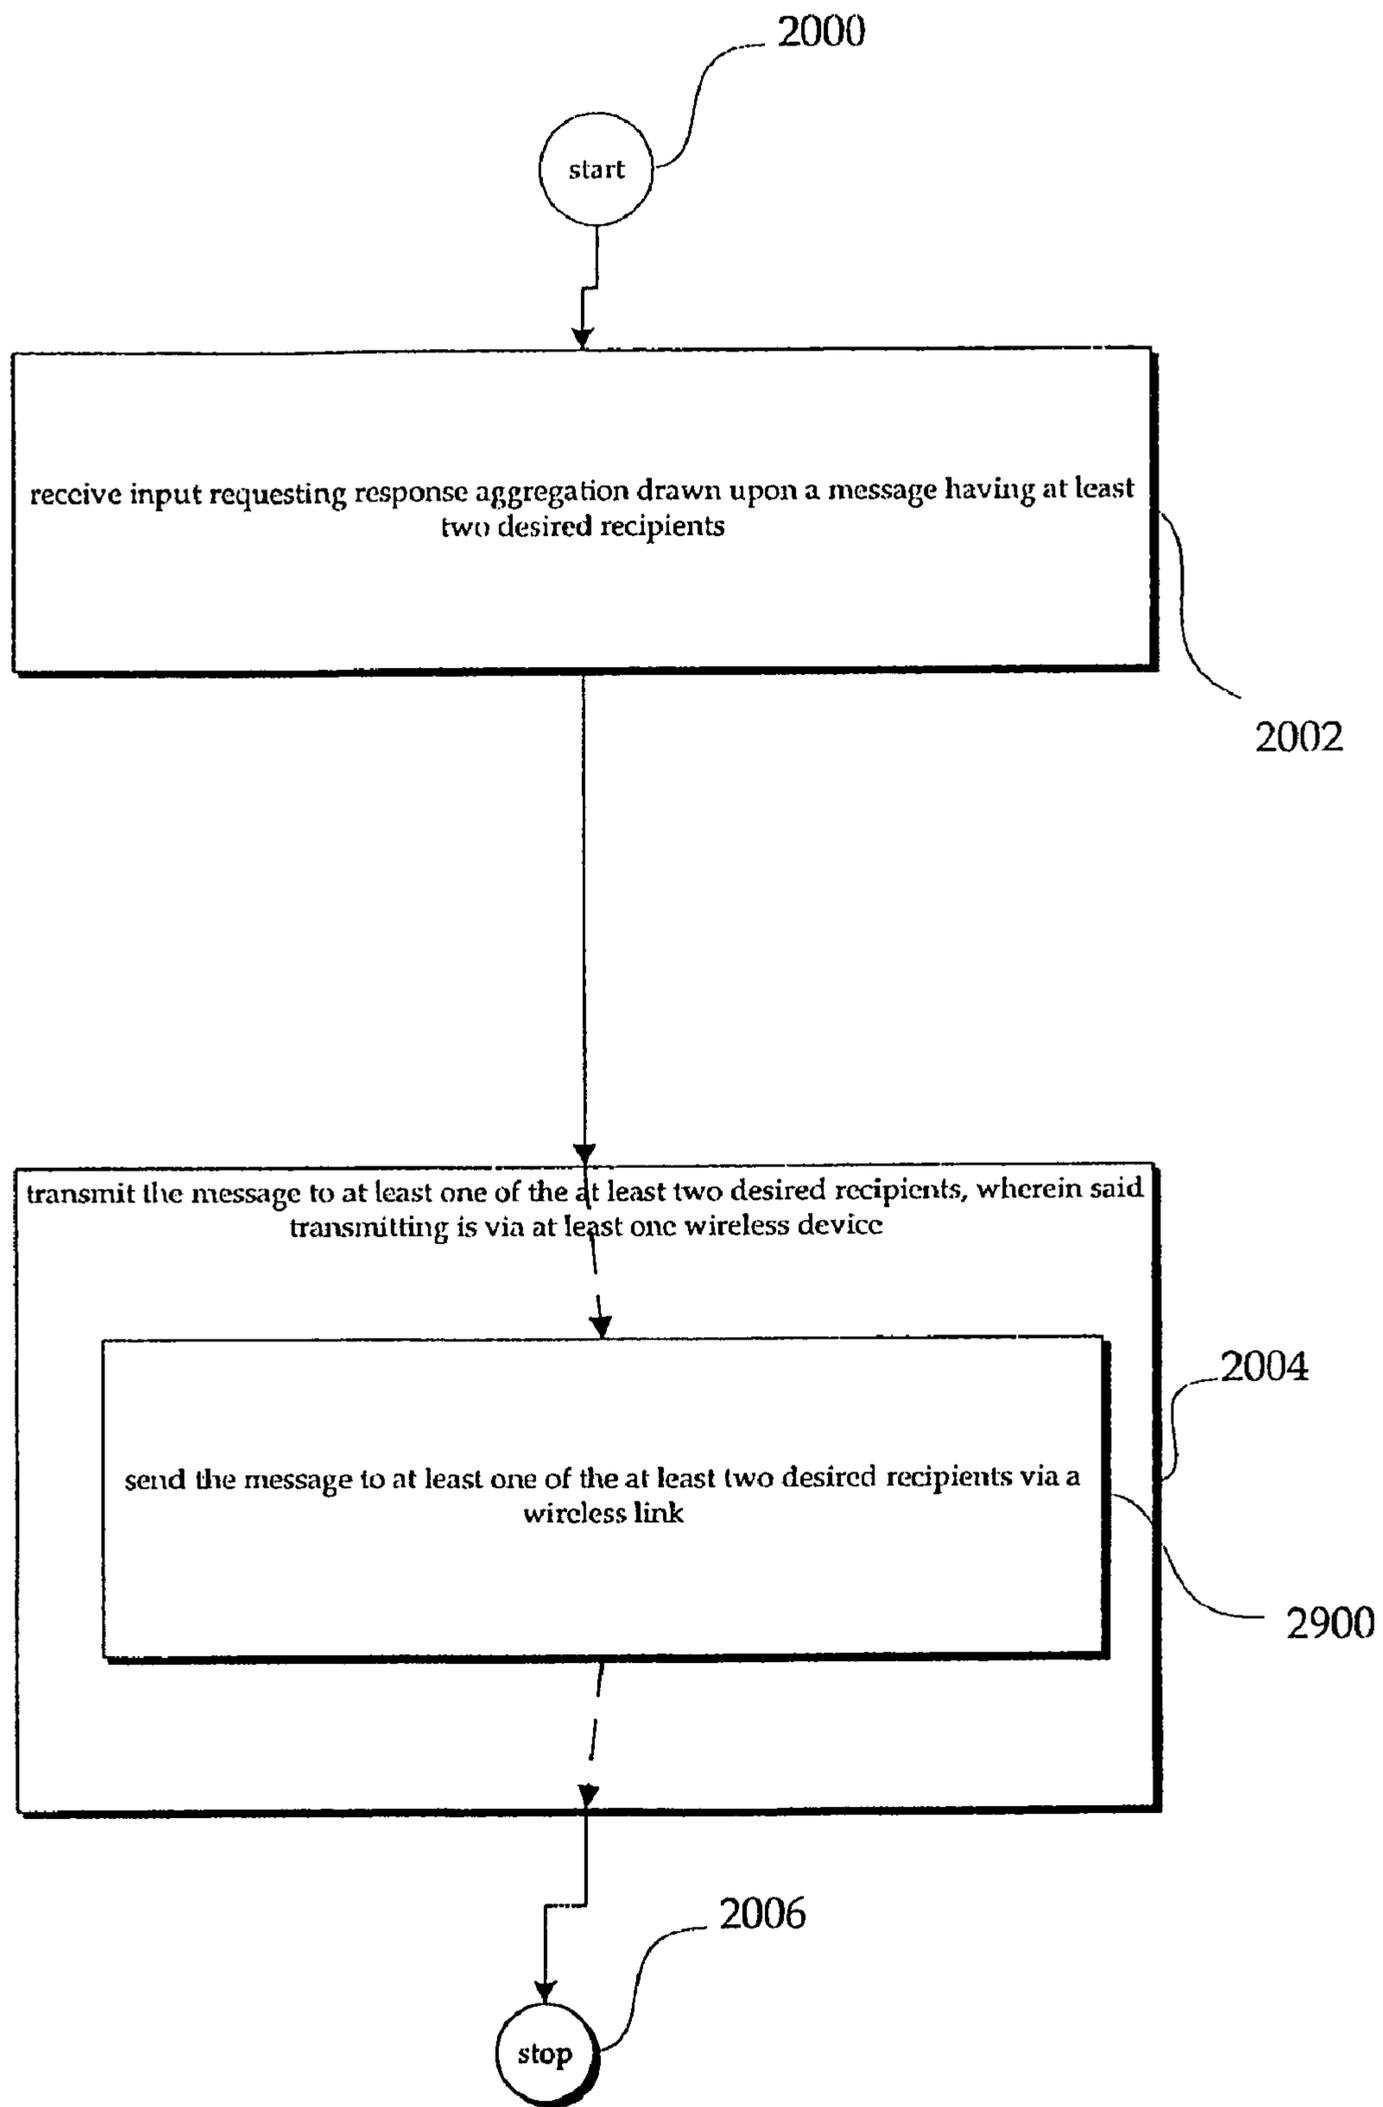 2000
start
receive input requesting response aggregation drawn upon a message having at least
two desired recipients
2002
transmit the message to at least one of the at least two desired recipients, wherein said
transmitting is via at least one wireless device
2004
send the message to at least one of the at least two desired recipients via a
wireless link
2900
2006
stop